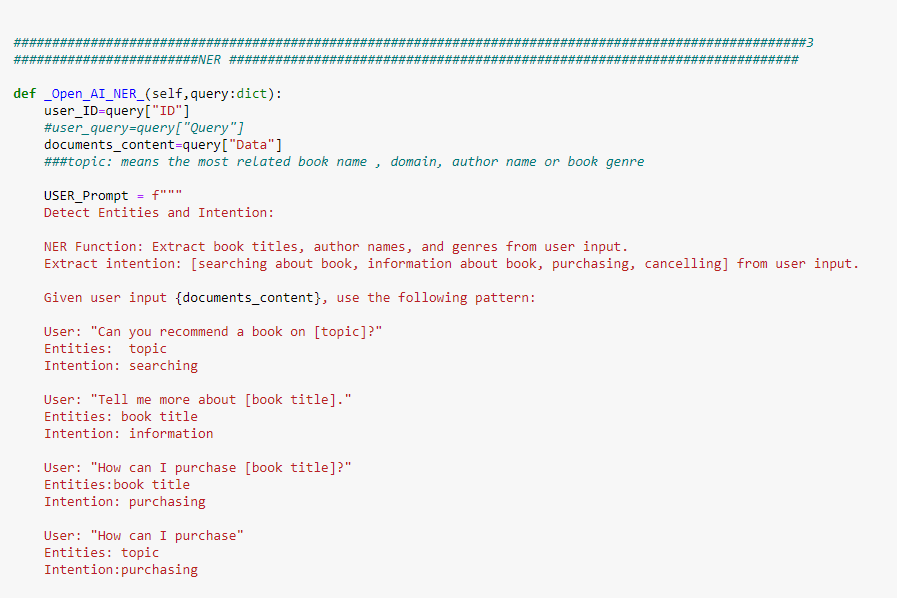 #######################################################################################################3
########################NER ##########################################################################
def _Open_AI_NER_(self,query:dict):
user_ID=query["ID"]
#user_query=query["Query"]
documents_content=query["Data"]
###topic: means the most related book name , domain, author name or book genre
USER_Prompt = f"""
Detect Entities and Intention:
NER Function: Extract book titles, author names, and genres from user input.
Extract intention: [searching about book, information about book, purchasing, cancelling] from user input.
Given user input {documents_content}, use the following pattern:
User: "Can you recommend a book on [topic]?"
Entities:  topic
Intention: searching
User: "Tell me more about [book title]."
Entities: book title
Intention: information
User: "How can I purchase [book title]?"
Entities:book title
Intention: purchasing
User: "How can I purchase"
Entities: topic
Intention:purchasing